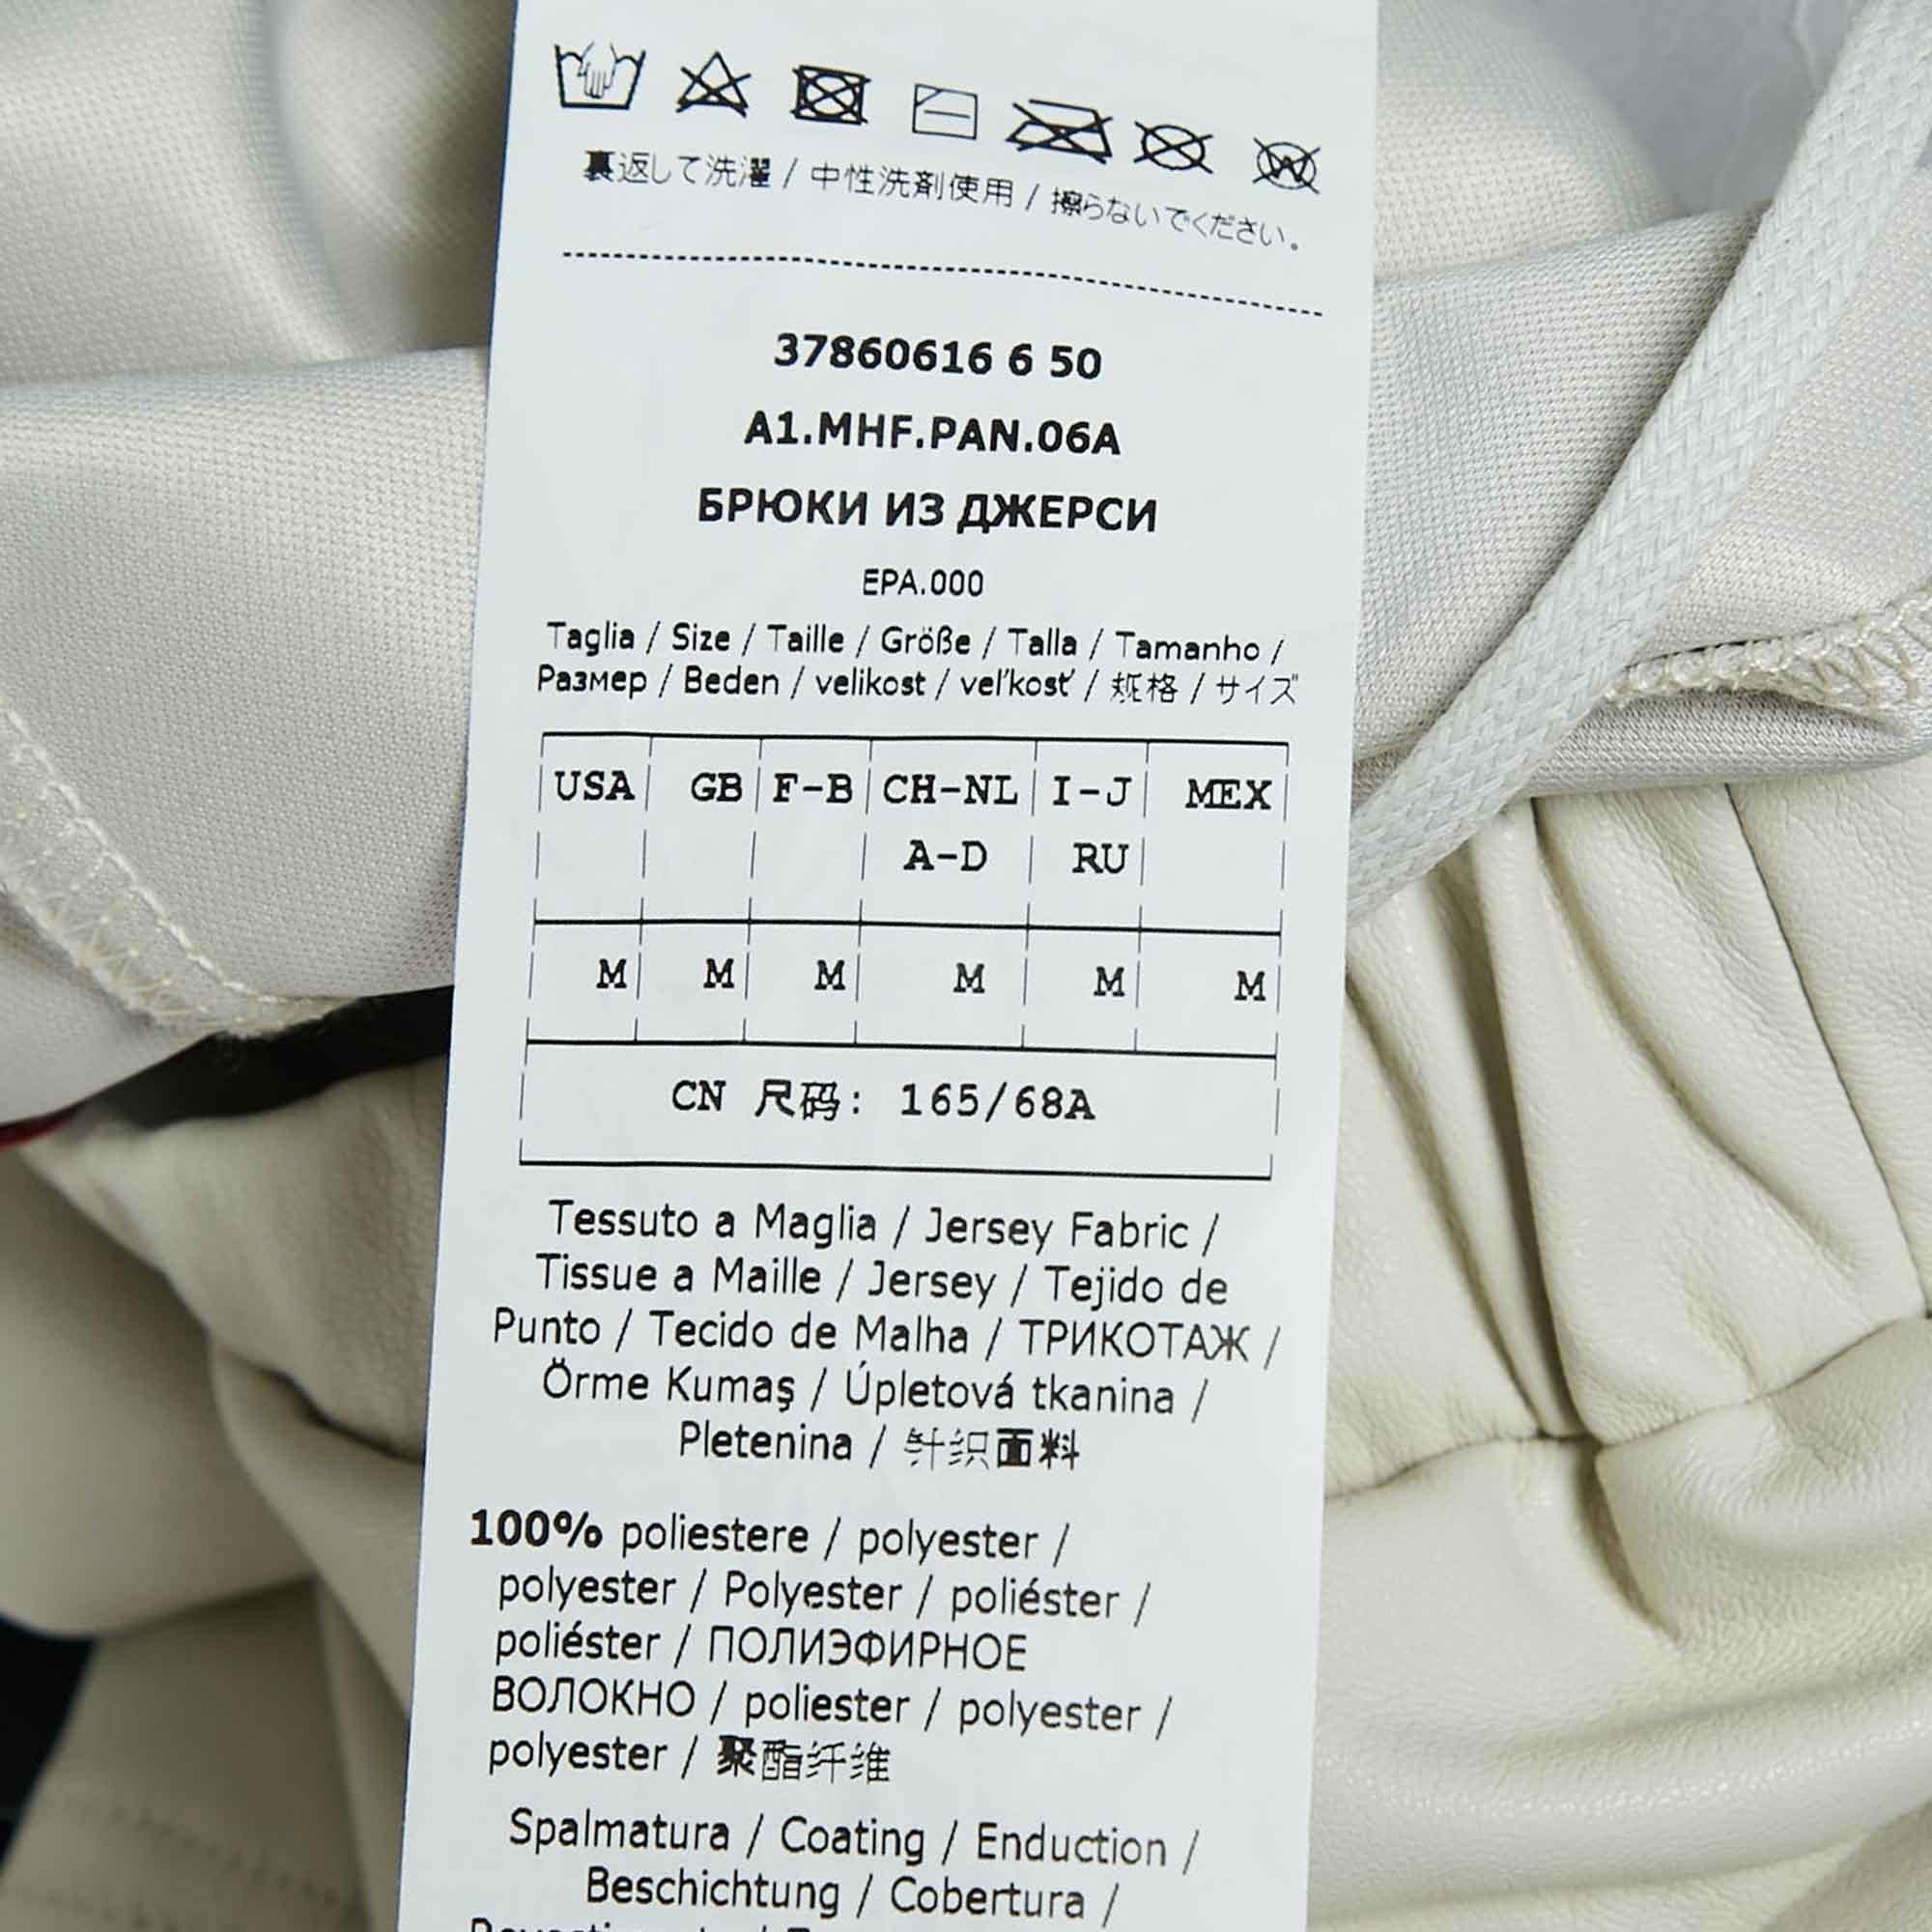 裏返して洗濯 / 中性洗剤使用 / 擦らないでください。
37860616 6 50
A1.MHF.PAN.06A
БРЮКИ ИЗ ДЖЕРСИ
EPA.000
Taglia / Size / Taille / Größe / Talla / Tamanho /
Размер / Beden / velikost / veľkosť / 规格 / サイズ
USA GB F-B CH-NL I-J MEX
A-D RU
M M M M M M
CN 尺码: 165/68A
Tessuto a Maglia / Jersey Fabric /
Tissue a Maille / Jersey / Tejido de
Punto / Tecido de Malha / ТРИКОТАЖ /
Örme Kumaş / Úpletová tkanina /
Pletenina / 针织面料
100% poliestere / polyester /
polyester / Polyester / poliéster /
poliéster / ПОЛИЭФИРНОЕ
ВОЛОКНО / poliester / polyester /
polyester / 聚酯纤维
Spalmatura / Coating / Enduction /
Beschichtung / Cobertura /